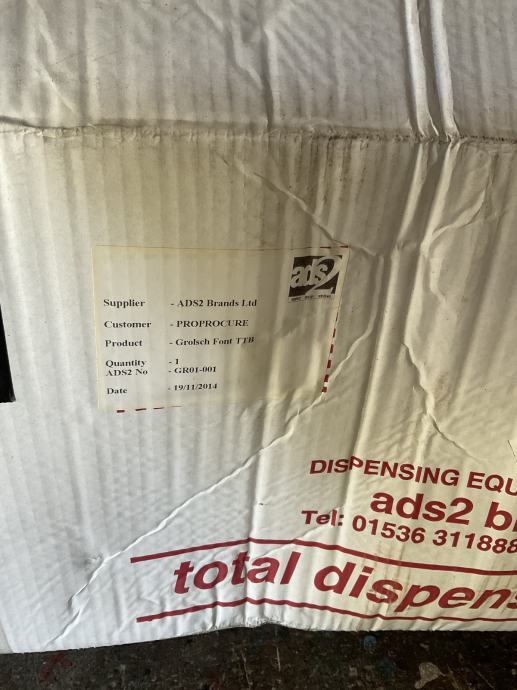 ads2
Supplier - ADS2 Brands Ltd
Customer - PROPROCURE
Product - Grolsch Font TTB
Quantity - 1
ADS2 No - GR01-001
Date - 19/11/2014
DISPENSING EQU
ads2 b
Tel: 01536 311888
total dispens